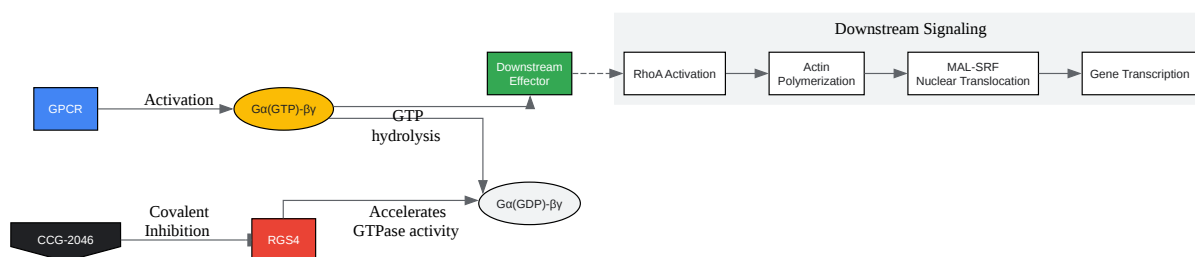 Downstream Signaling
Downstream
Effector
RhoA Activation
Actin
Polymerization
MAL-SRF
Nuclear Translocation
Gene Transcription
GPCR
Activation
Gα(GTP)-βγ
GTP
hydrolysis
Gα(GDP)-βγ
CCG-2046
Covalent
Inhibition
RGS4
Accelerates
GTPase activity